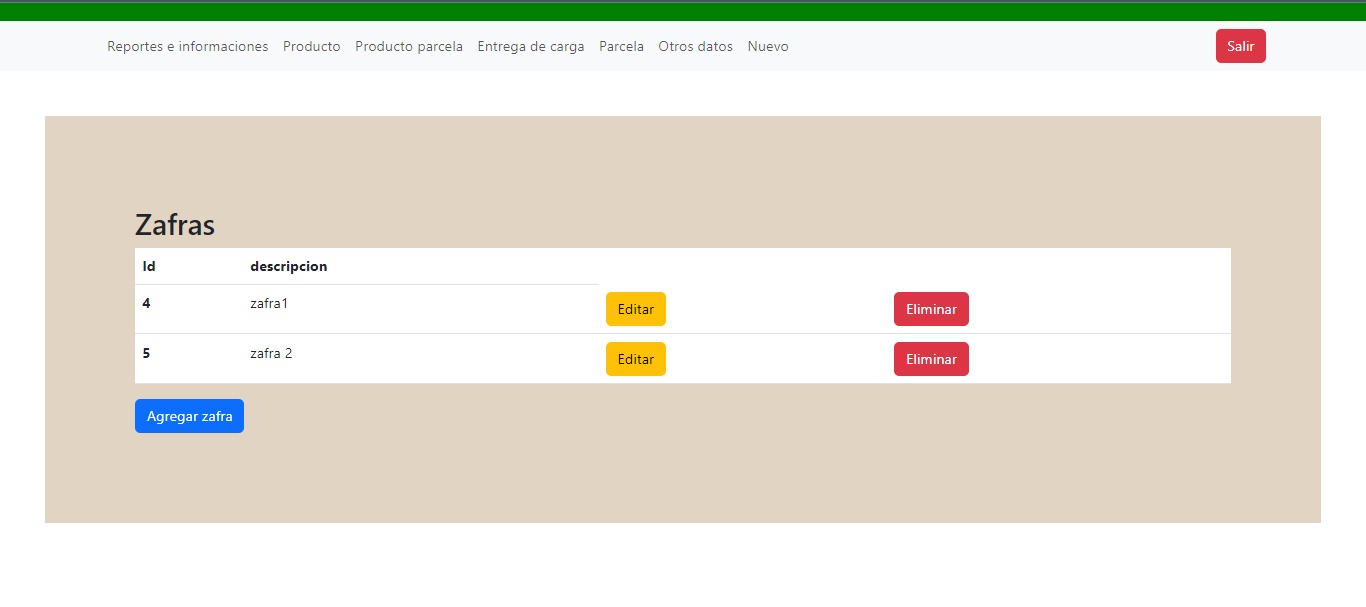 Reportes e informaciones Producto Producto parcela Entrega de carga Parcela Otros datos Nuevo Salir
Zafras
Id descripcion
4 zafra1 Editar Eliminar
5 zafra 2 Editar Eliminar
Agregar zafra